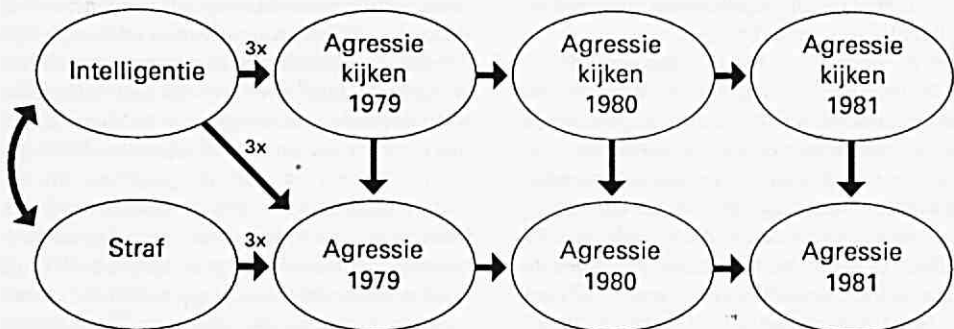 Intelligentie
3x
Agressie
kijken
1979
Agressie
kijken
1980
Agressie
kijken
1981
3x
Straf
3x
Agressie
1979
Agressie
1980
Agressie
1981